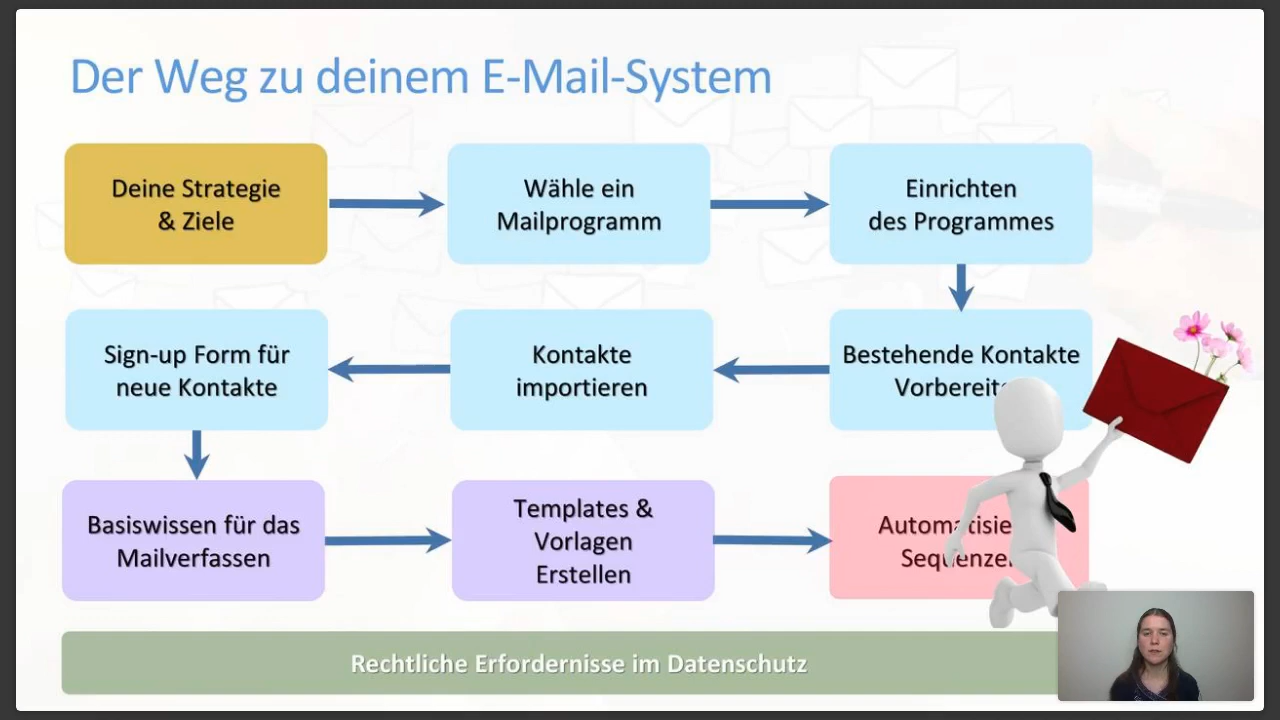 Der Weg zu deinem E-Mail-System
Deine Strategie
& Ziele
Wähle ein
Mailprogramm
Einrichten
des Programmes
Bestehende Kontakte
Sign-up Form für
neue Kontakte
Kontakte
importieren
Basiswissen für das
Mailverfassen
Templates &
Vorlagen
Erstellen
Rechtliche Erfordernisse im Datenschutz